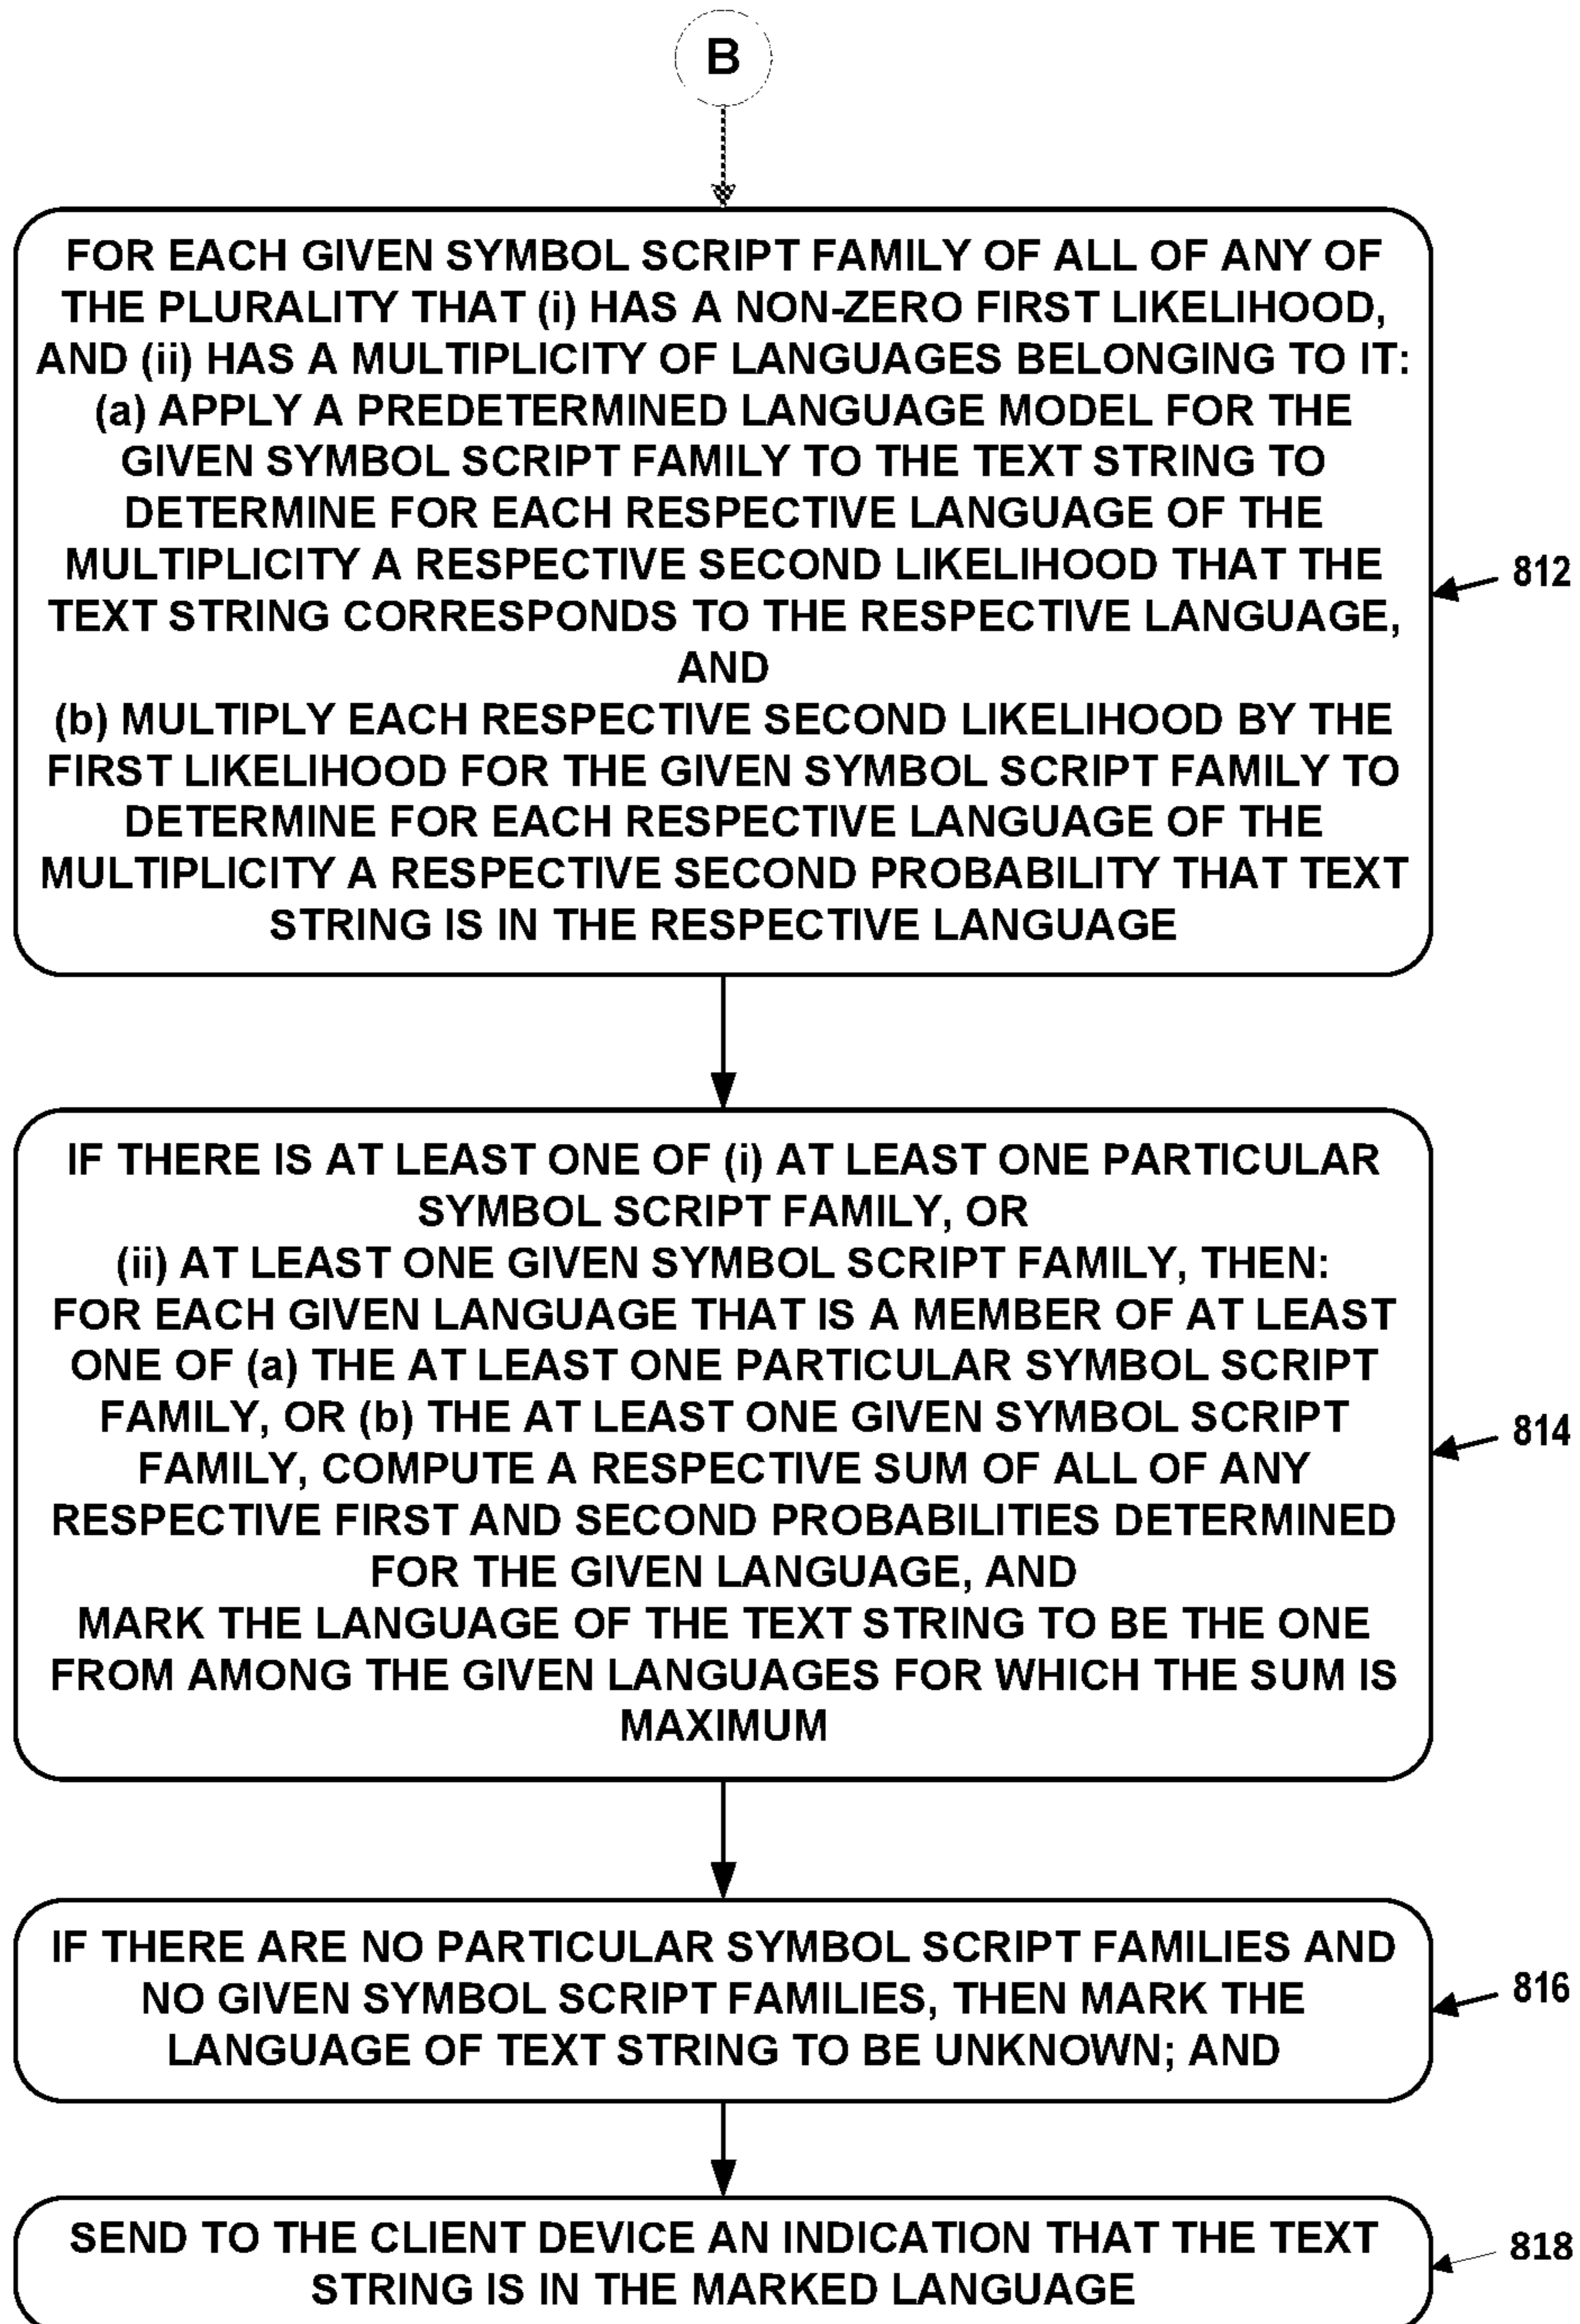 B
FOR EACH GIVEN SYMBOL SCRIPT FAMILY OF ALL OF ANY OF
THE PLURALITY THAT (i) HAS A NON-ZERO FIRST LIKELIHOOD,
AND (ii) HAS A MULTIPLICITY OF LANGUAGES BELONGING TO IT:
(a) APPLY A PREDETERMINED LANGUAGE MODEL FOR THE
GIVEN SYMBOL SCRIPT FAMILY TO THE TEXT STRING TO
DETERMINE FOR EACH RESPECTIVE LANGUAGE OF THE
MULTIPLICITY A RESPECTIVE SECOND LIKELIHOOD THAT THE
TEXT STRING CORRESPONDS TO THE RESPECTIVE LANGUAGE,
AND
(b) MULTIPLY EACH RESPECTIVE SECOND LIKELIHOOD BY THE
FIRST LIKELIHOOD FOR THE GIVEN SYMBOL SCRIPT FAMILY TO
DETERMINE FOR EACH RESPECTIVE LANGUAGE OF THE
MULTIPLICITY A RESPECTIVE SECOND PROBABILITY THAT TEXT
STRING IS IN THE RESPECTIVE LANGUAGE
812
IF THERE IS AT LEAST ONE OF (i) AT LEAST ONE PARTICULAR
SYMBOL SCRIPT FAMILY, OR
(ii) AT LEAST ONE GIVEN SYMBOL SCRIPT FAMILY, THEN:
FOR EACH GIVEN LANGUAGE THAT IS A MEMBER OF AT LEAST
ONE OF (a) THE AT LEAST ONE PARTICULAR SYMBOL SCRIPT
FAMILY, OR (b) THE AT LEAST ONE GIVEN SYMBOL SCRIPT
FAMILY, COMPUTE A RESPECTIVE SUM OF ALL OF ANY
RESPECTIVE FIRST AND SECOND PROBABILITIES DETERMINED
FOR THE GIVEN LANGUAGE, AND
MARK THE LANGUAGE OF THE TEXT STRING TO BE THE ONE
FROM AMONG THE GIVEN LANGUAGES FOR WHICH THE SUM IS
MAXIMUM
814
IF THERE ARE NO PARTICULAR SYMBOL SCRIPT FAMILIES AND
NO GIVEN SYMBOL SCRIPT FAMILIES, THEN MARK THE
LANGUAGE OF TEXT STRING TO BE UNKNOWN; AND
816
SEND TO THE CLIENT DEVICE AN INDICATION THAT THE TEXT
STRING IS IN THE MARKED LANGUAGE
818